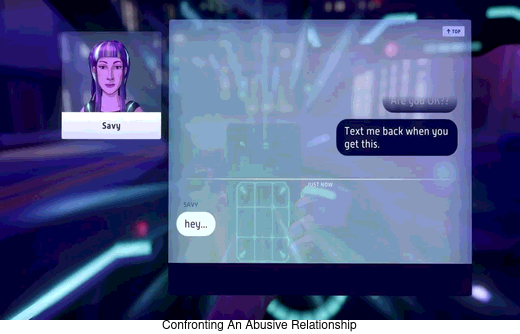 ↑ TOP
Are you OK??
Text me back when you
get this.
Savy
JUST NOW
SAVY
hey...
Confronting An Abusive Relationship